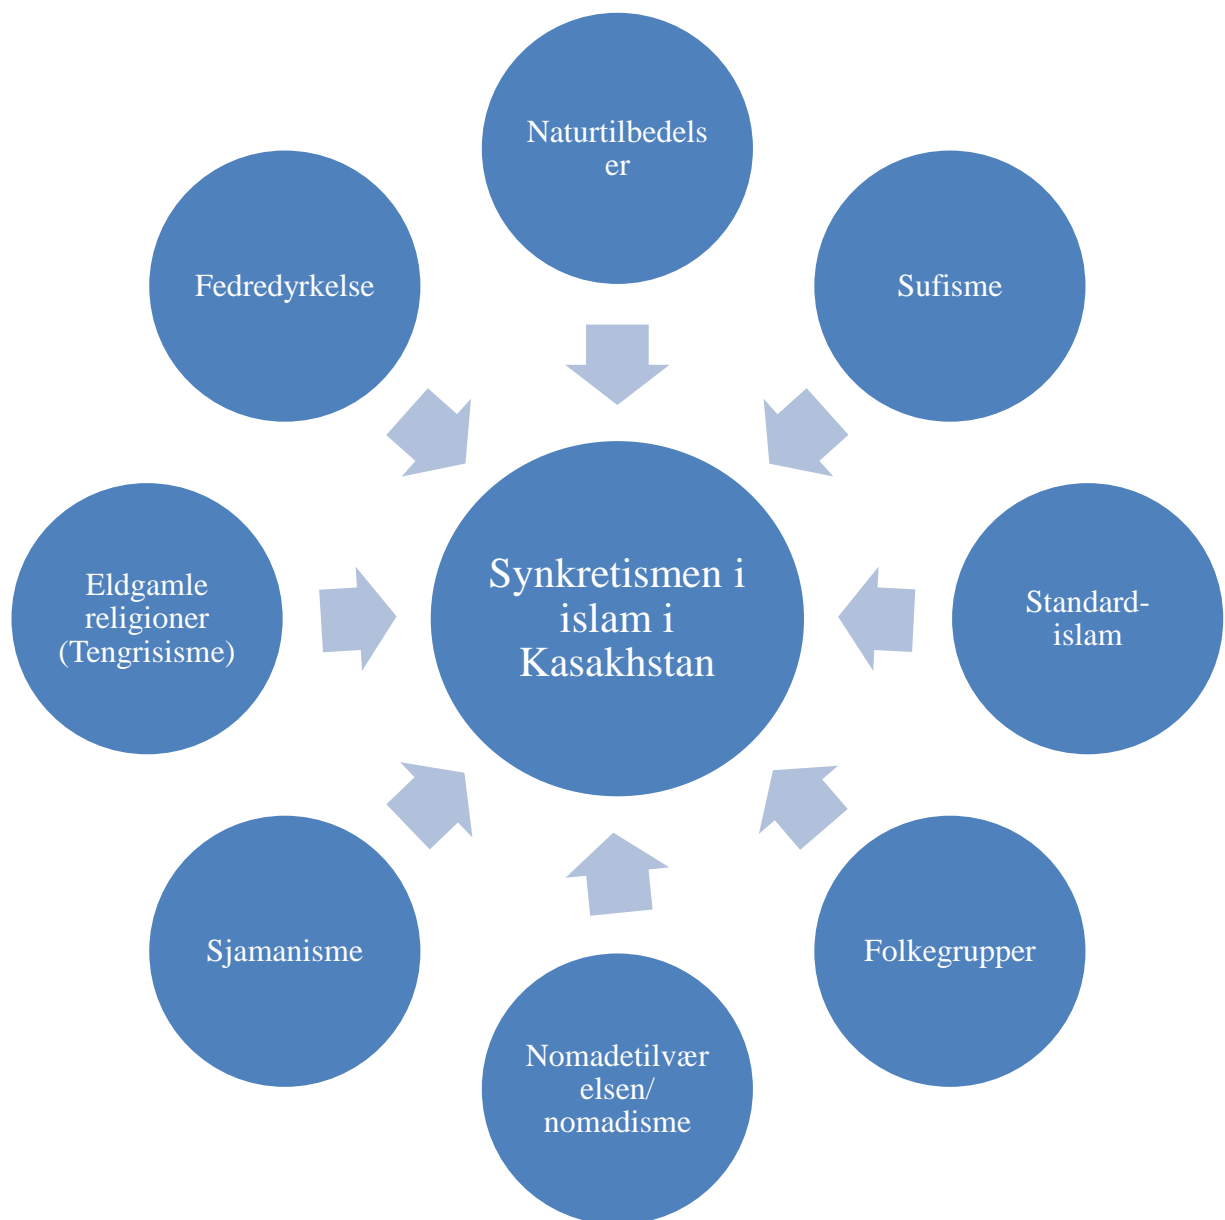 Naturtilbedels
er
Fedredyrkelse
Sufisme
Synkretismen i
islam i
Kasakhstan
Eldgamle
religioner
(Tengrisisme)
Standard-
islam
Sjamanisme
Folkegrupper
Nomadetilvær
elsen/
nomadisme